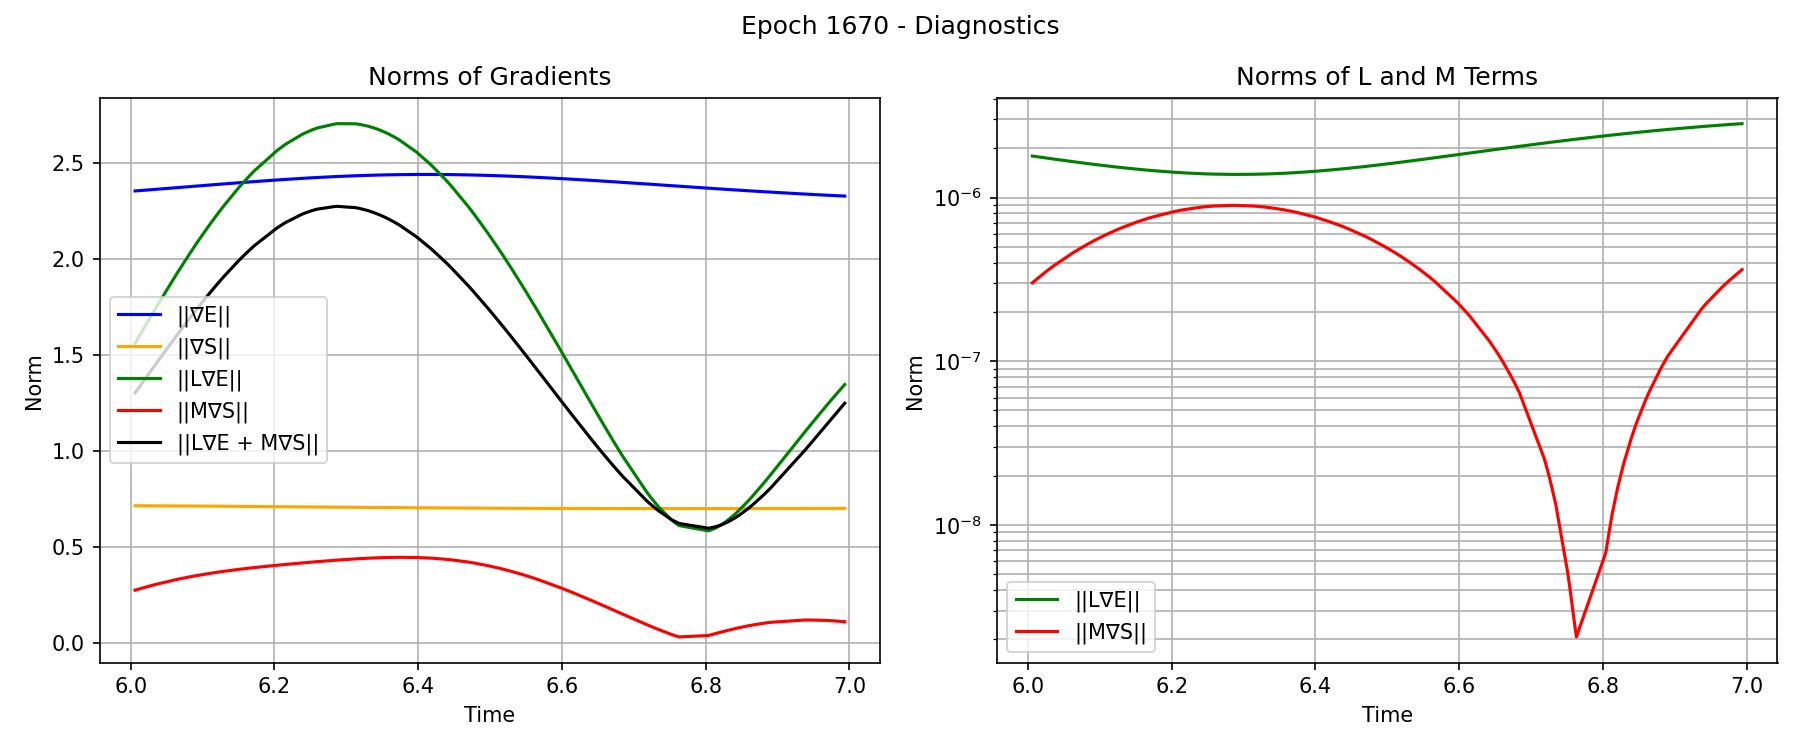 Epoch 1670 - Diagnostics
Norms of Gradients
Norm
2.5
2.0
1.5
1.0
0.5
0.0
||∇E||
||∇S||
||L∇E||
||M∇S||
||L∇E + M∇S||
6.0 6.2 6.4 6.6 6.8 7.0
Time
Norms of L and M Terms
Norm
10⁻⁶
10⁻⁷
10⁻⁸
||L∇E||
||M∇S||
6.0 6.2 6.4 6.6 6.8 7.0
Time